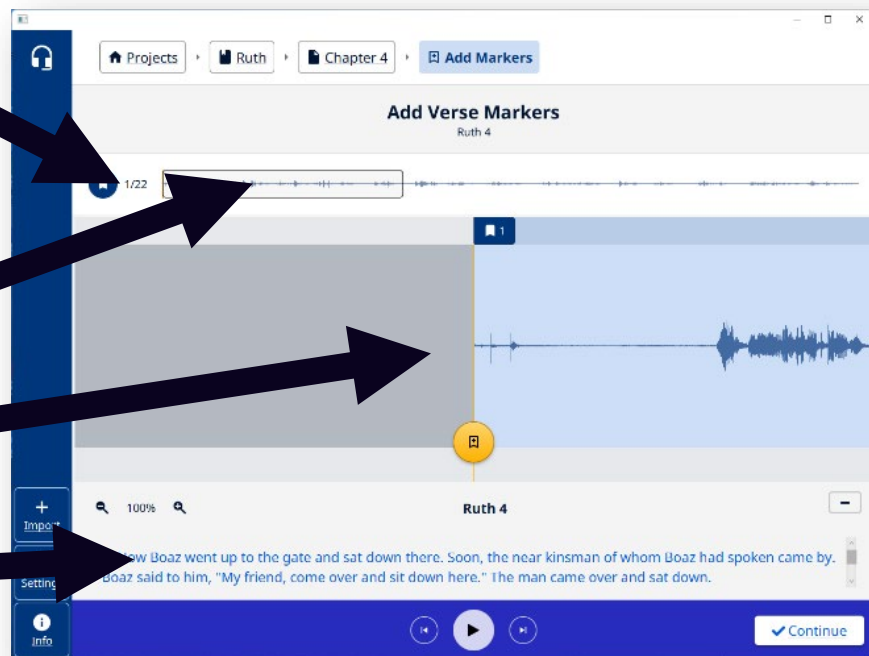 Projects
Ruth
Chapter 4
Add Markers
Add Verse Markers
Ruth 4
1/22
1
100%
Ruth 4
Boaz went up to the gate and sat down there. Soon, the near kinsman of whom Boaz had spoken came by.
Boaz said to him, "My friend, come over and sit down here." The man came over and sat down.
Import
Info
Continue